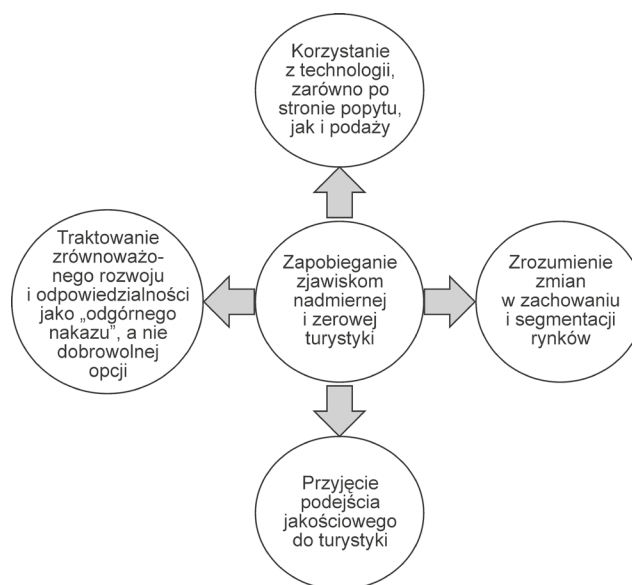 Korzystanie
z technologii,
zarówno po
stronie popytu,
jak i podaży
Traktowanie
zrównoważo-
nego rozwoju
i odpowiedzialności
jako „odgórnego
nakazu”, a nie
dobrowolnej
opcji
Zapobieganie
zjawiskom
nadmiernej
i zerowej
turystyki
Zrozumienie
zmian
w zachowaniu
i segmentacji
rynków
Przyjęcie
podejścia
jakościowego
do turystyki